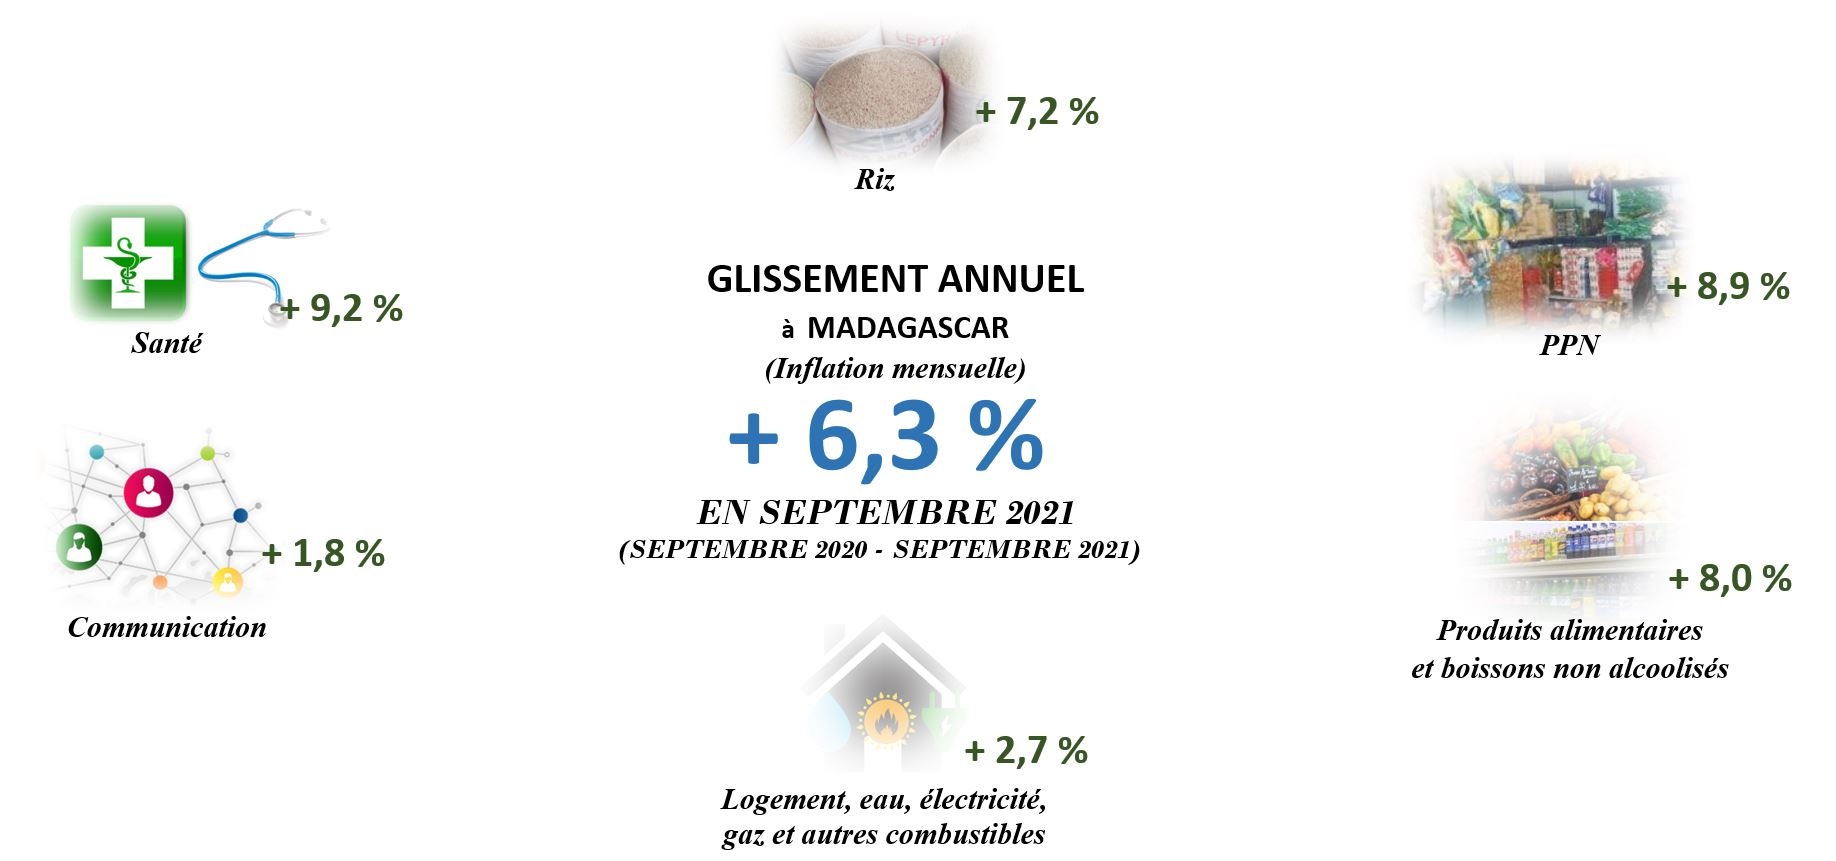 LEPY
+ 7,2 %
Riz
+ 9,2 %
Santé
GLISSEMENT ANNUEL
à MADAGASCAR
(Inflation mensuelle)
+ 6,3 %
EN SEPTEMBRE 2021
(SEPTEMBRE 2020 - SEPTEMBRE 2021)
+ 8,9 %
PPN
+ 1,8 %
Communication
+ 8,0 %
Produits alimentaires
et boissons non alcoolisés
+ 2,7 %
Logement, eau, électricité,
gaz et autres combustibles